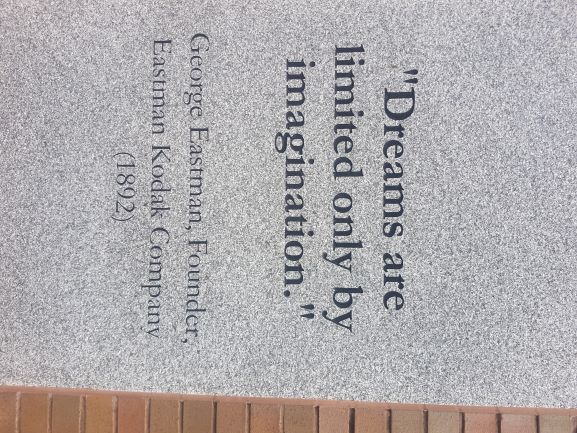 "Dreams are
limited only by
imagination."
George Eastman, Founder,
Eastman Kodak Company
(1892)